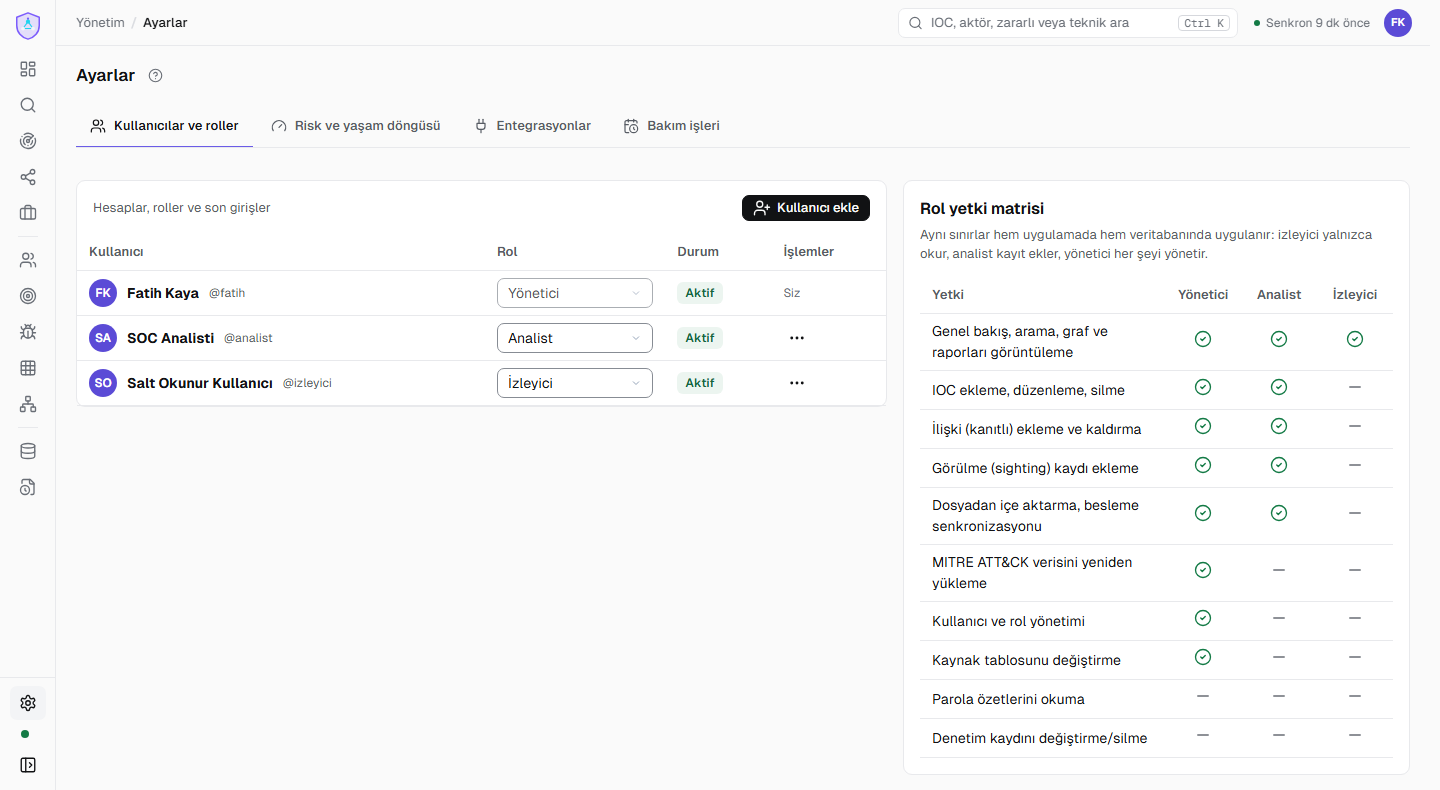 Yönetim / Ayarlar
IOC, aktör, zararlı veya teknik ara
Ctrl K
Senkron 9 dk önce
FK
Ayarlar
Kullanıcılar ve roller
Risk ve yaşam döngüsü
Entegrasyonlar
Bakım işleri
Hesaplar, roller ve son girişler
Kullanıcı ekle
Kullanıcı Rol Durum İşlemler
FK Fatih Kaya @fatih Yönetici Aktif Siz
SA SOC Analisti @analist Analist Aktif
SO Salt Okunur Kullanıcı @izleyici İzleyici Aktif
Rol yetki matrisi
Aynı sınırlar hem uygulamada hem veritabanında uygulanır: izleyici yalnızca
okur, analist kayıt ekler, yönetici her şeyi yönetir.
Yetki Yönetici Analist İzleyici
Genel bakış, arama, graf ve
raporları görüntüleme
IOC ekleme, düzenleme, silme
İlişki (kanıtlı) ekleme ve kaldırma
Görülme (sighting) kaydı ekleme
Dosyadan içe aktarma, besleme
senkronizasyonu
MITRE ATT&CK verisini yeniden
yükleme
Kullanıcı ve rol yönetimi
Kaynak tablosunu değiştirme
Parola özetlerini okuma
Denetim kaydını değiştirme/silme